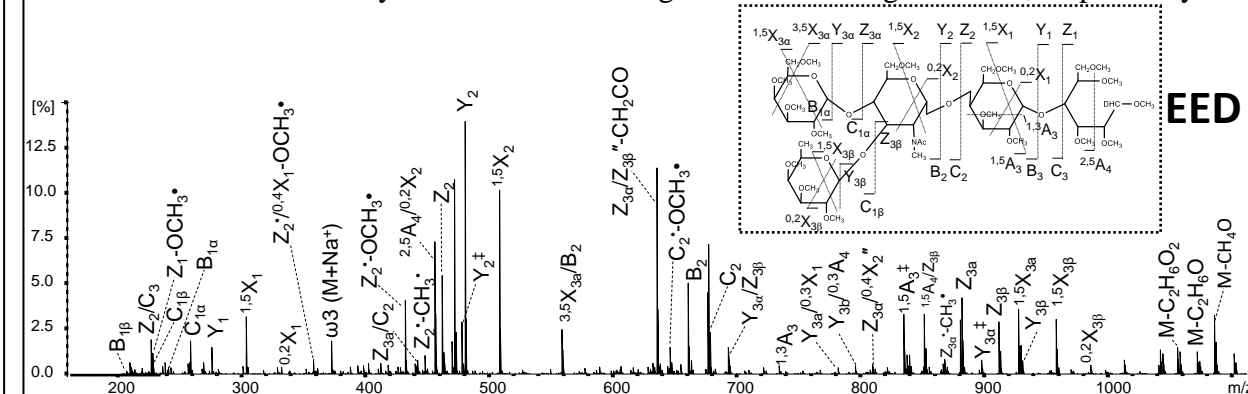 EED
[%]
12.5
10.0
7.5
5.0
2.5
0.0
200
300
400
500
600
700
800
900
1000
m/z
B1β
Z2/C3
C1β
Z1-OCH3•
B1α
C1α
Y1
1,5X1
0,2X1
Z2•/0,4X1-OCH3•
ω3 (M+Na+)
Z3a/C2
Z2•-OCH3•
Z2•-CH3•
2,5A4/0,2X2
Z2
Y2
Y2‡
1,5X2
3,5X3a/B2
Z3α/Z3β"-CH2CO
C2•-OCH3•
B2
C2
Y3α/Z3β
1,3A3
Y3a/0,3X1
Y3b/0,3A4
Z3α/0,4X2"
1,5A3‡
1,5A4/Z3β
Z3α•-CH3•
Z3a
Y3α‡
Z3β
1,5X3a
Y3β
1,5X3β
0,2X3β
M-C2H6O2
M-C2H6O
M-CH4O
1,5X3α
3,5X3α
Y3α
Z3α
1,5X2
Y2
Z2
1,5X1
Y1
Z1
0,2X2
0,2X1
B1α
C1α
Z3β
1,3A3
1,5X3β
Y3β
B2
C2
1,5A3
B3
C3
2,5A4
C1β
0,2X3β
CH2OCH3
OCH3
NAc
CH3
DHC
O